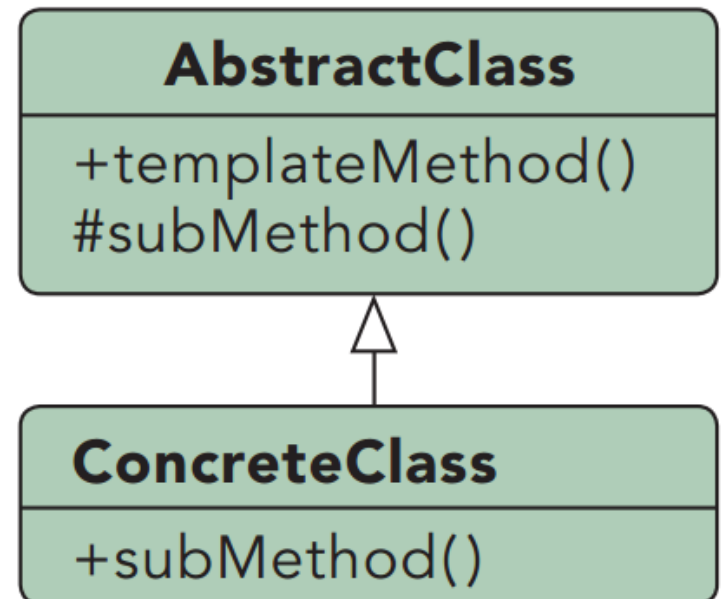 AbstractClass
+templateMethod()
#subMethod()
ConcreteClass
+subMethod()